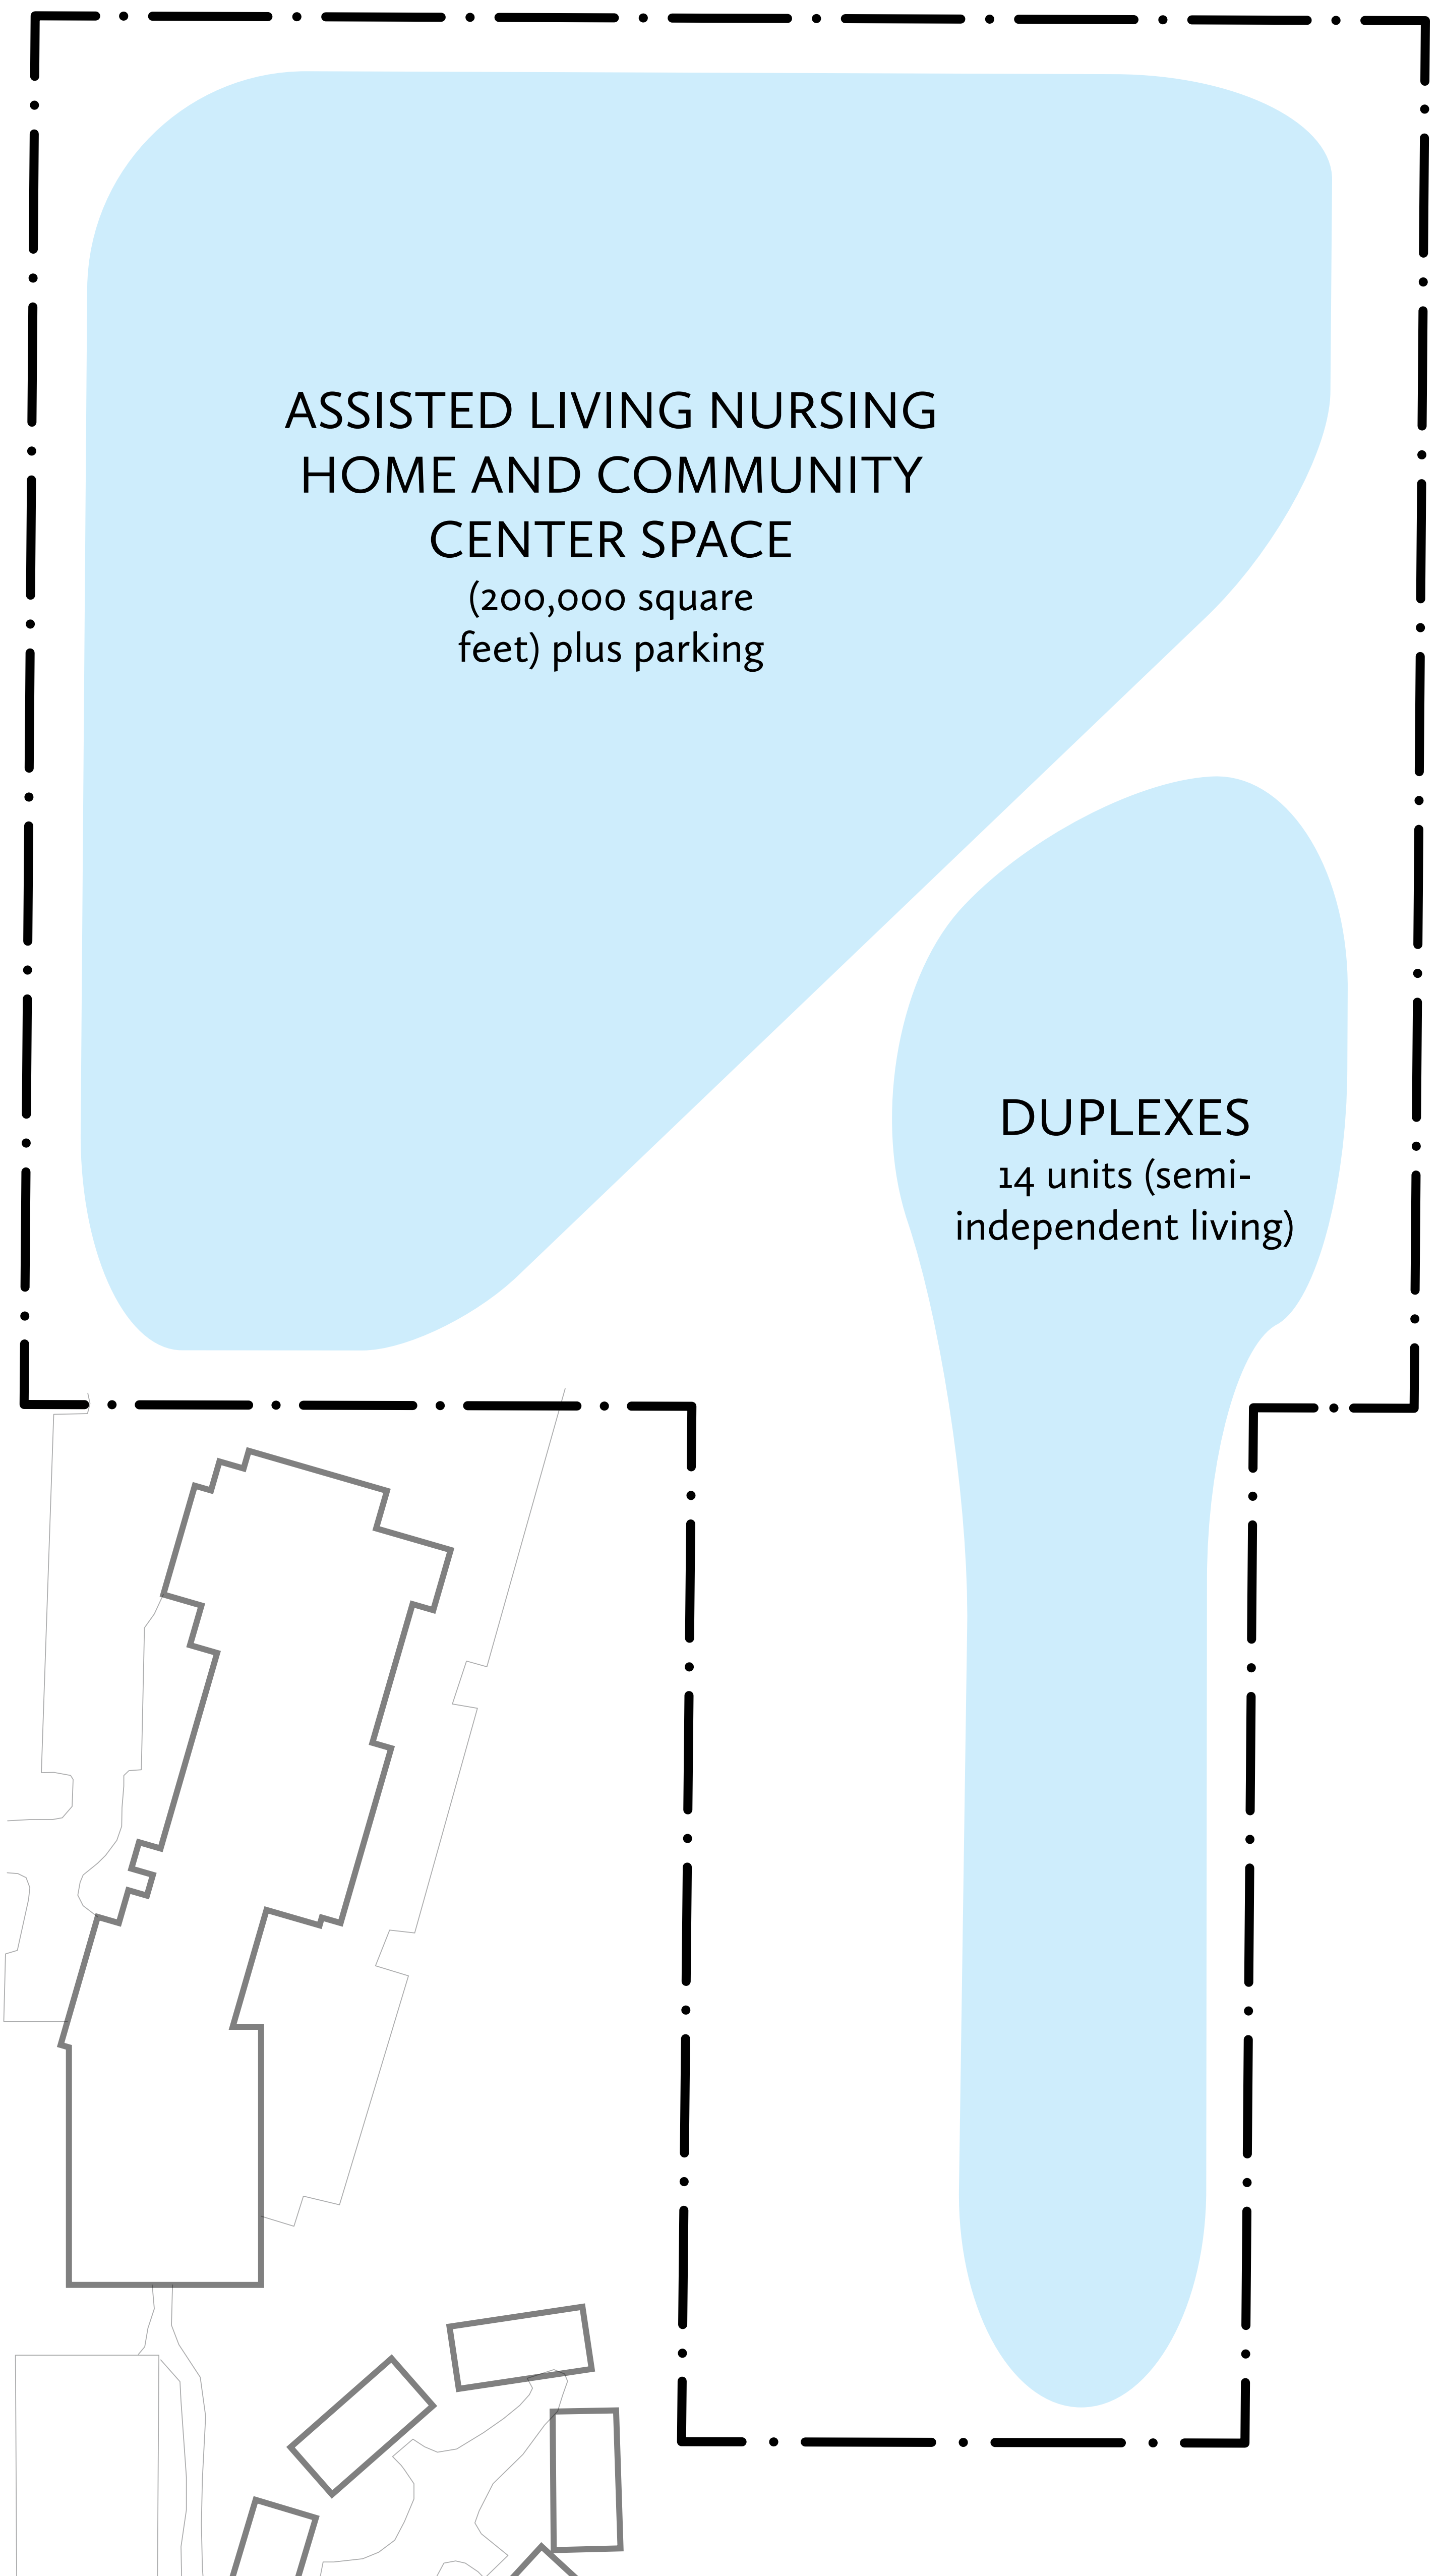 ASSISTED LIVING NURSING
HOME AND COMMUNITY
CENTER SPACE
(200,000 square
feet) plus parking
DUPLEXES
14 units (semi-
independent living)